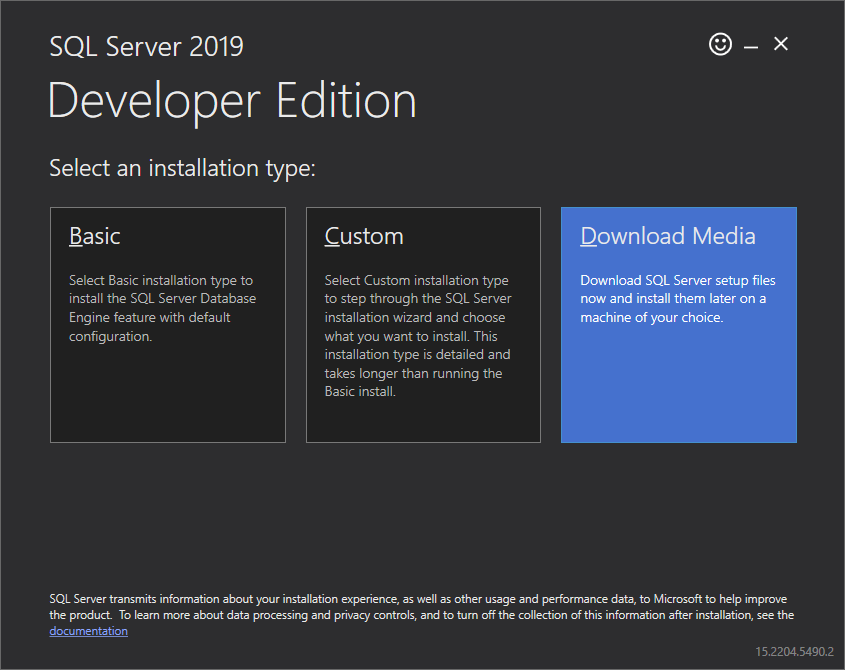 SQL Server 2019
Developer Edition
Select an installation type:
Basic
Select Basic installation type to
install the SQL Server Database
Engine feature with default
configuration.
Custom
Select Custom installation type
to step through the SQL Server
installation wizard and choose
what you want to install. This
installation type is detailed and
takes longer than running the
Basic install.
Download Media
Download SQL Server setup files
now and install them later on a
machine of your choice.
SQL Server transmits information about your installation experience, as well as other usage and performance data, to Microsoft to help improve
the product.  To learn more about data processing and privacy controls, and to turn off the collection of this information after installation, see the
documentation
15.2204.5490.2